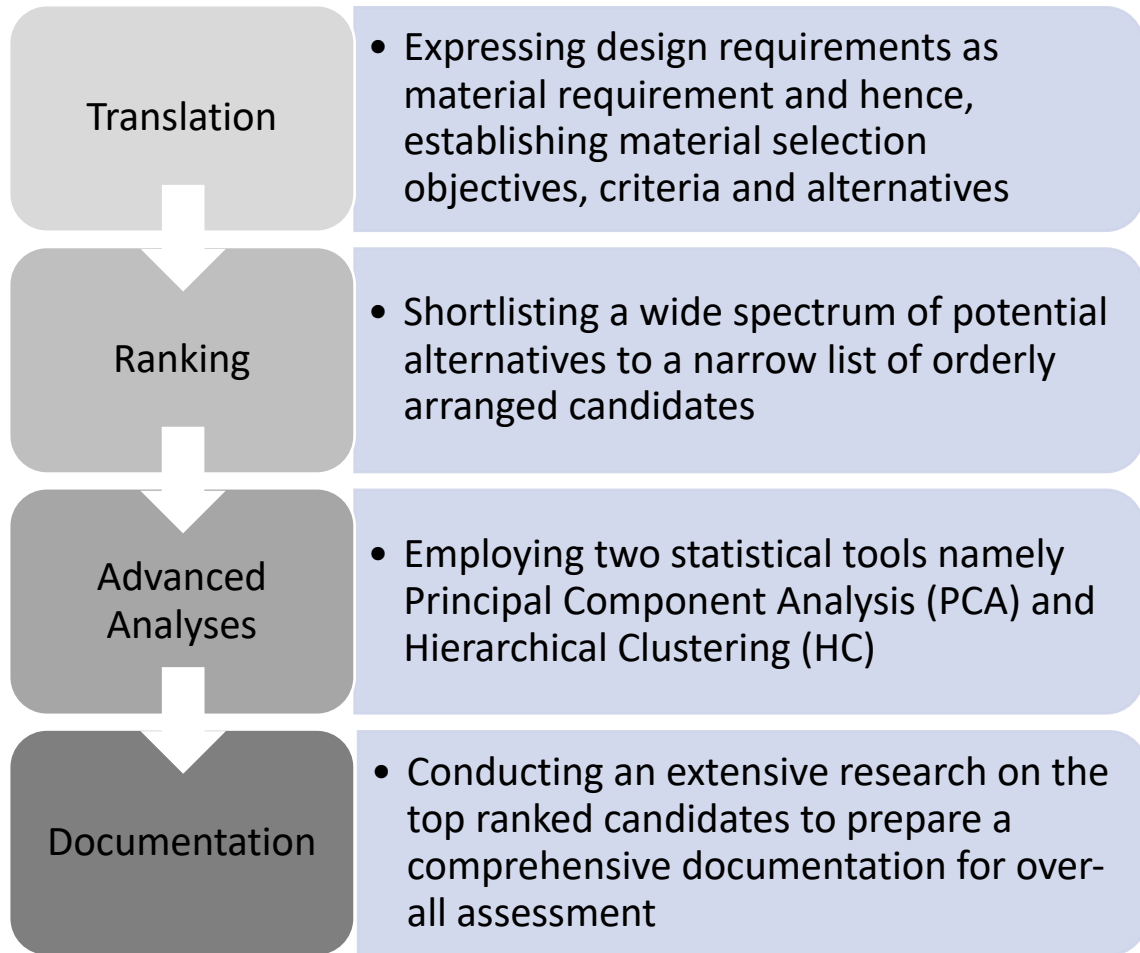 Translation
• Expressing design requirements as
material requirement and hence,
establishing material selection
objectives, criteria and alternatives
Ranking
• Shortlisting a wide spectrum of potential
alternatives to a narrow list of orderly
arranged candidates
Advanced
Analyses
• Employing two statistical tools namely
Principal Component Analysis (PCA) and
Hierarchical Clustering (HC)
Documentation
• Conducting an extensive research on the
top ranked candidates to prepare a
comprehensive documentation for over-
all assessment